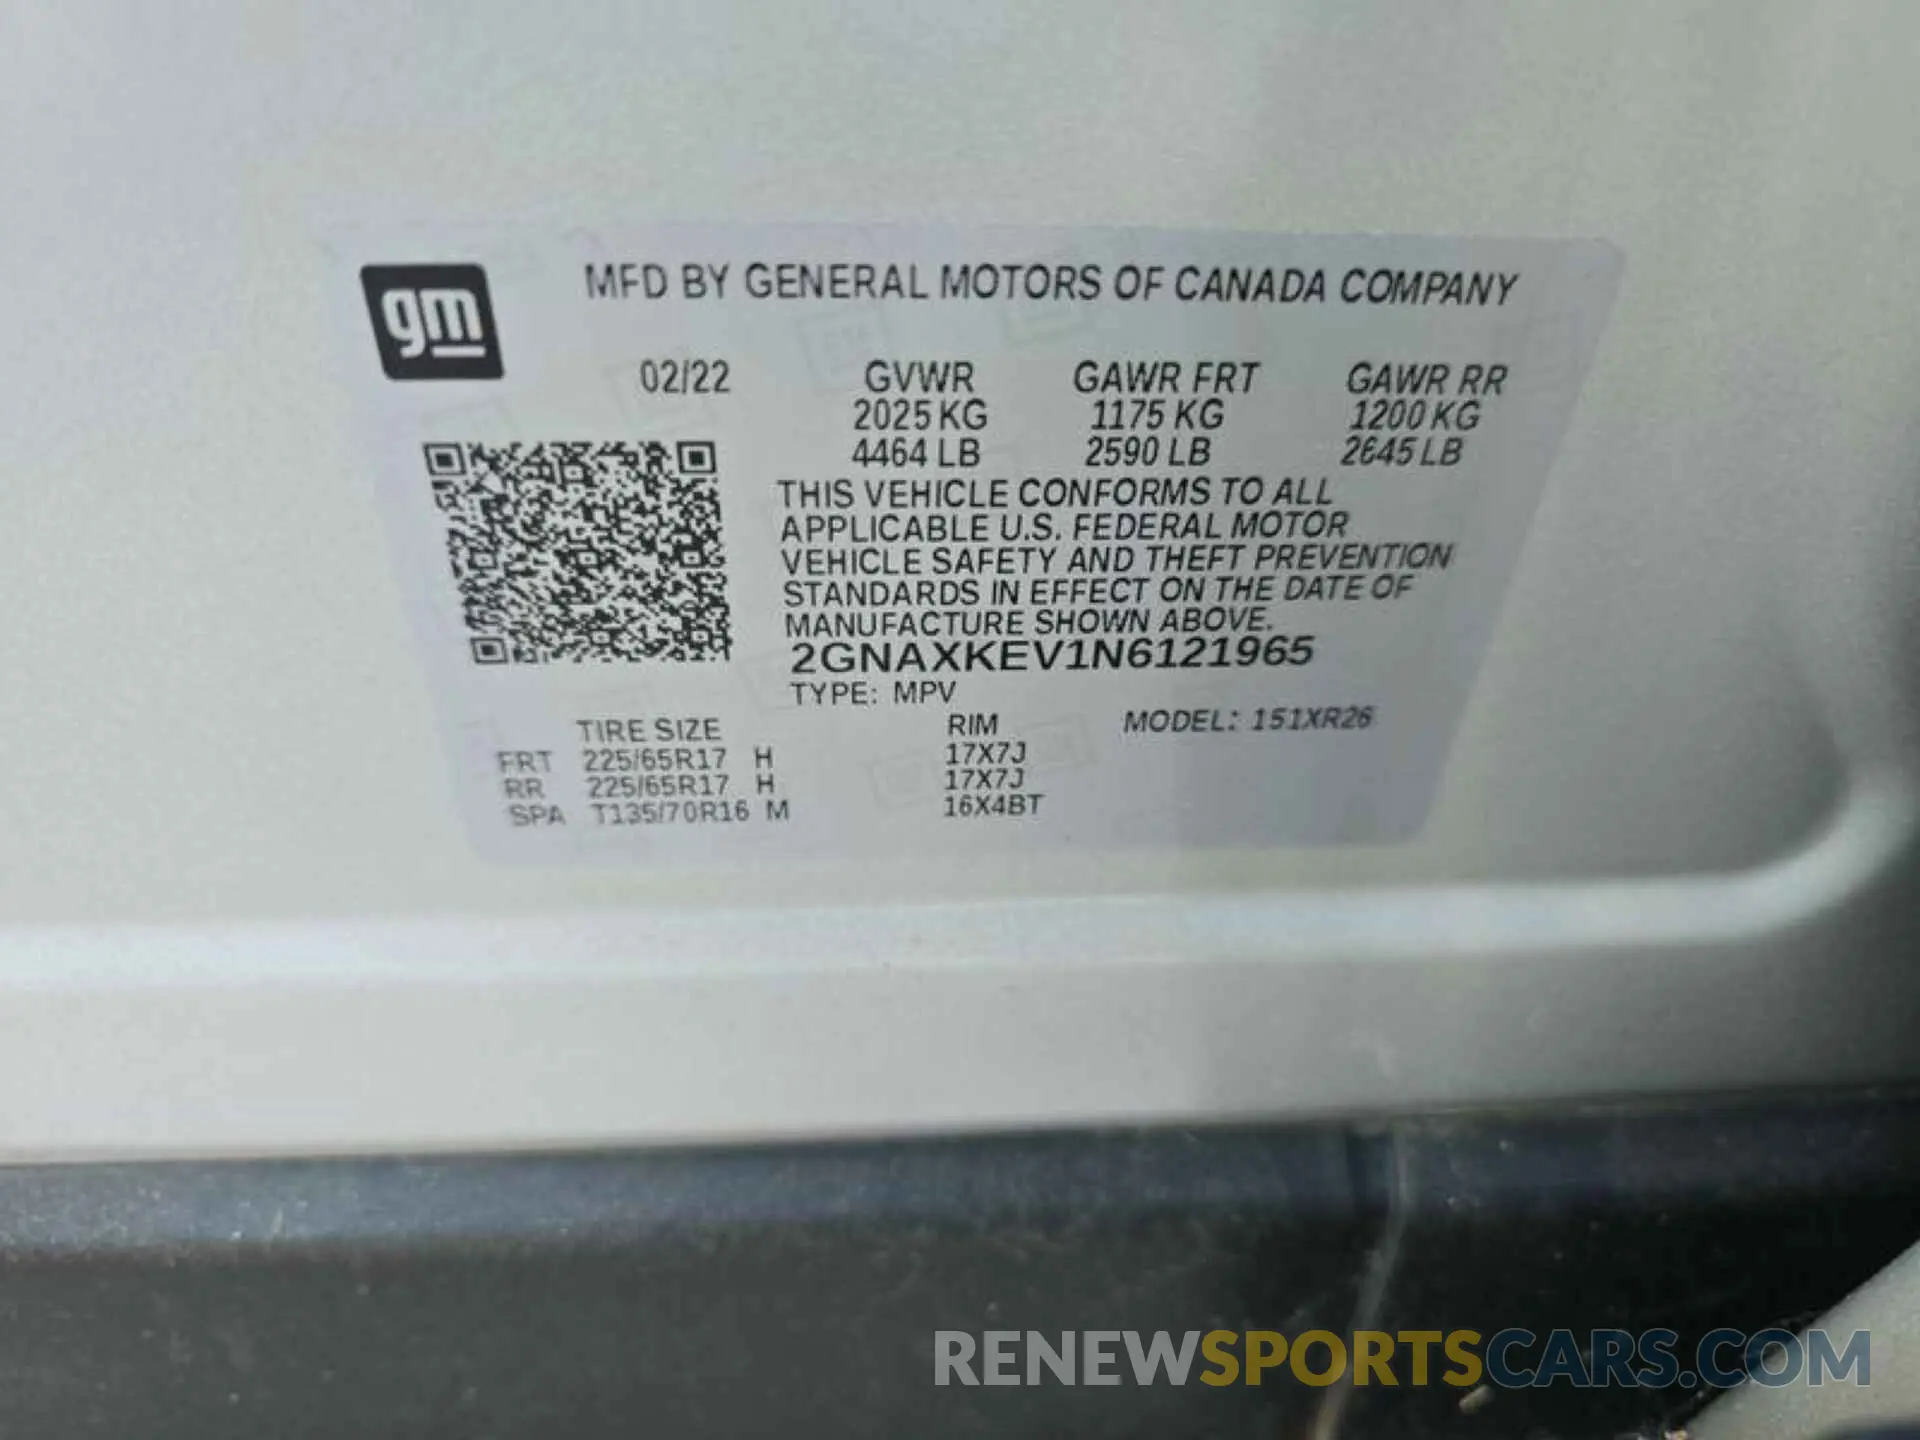 gm
MFD BY GENERAL MOTORS OF CANADA COMPANY
02/22 GVWR GAWR FRT GAWR RR
2025 KG 1175 KG 1200 KG
4464 LB 2590 LB 2645 LB
THIS VEHICLE CONFORMS TO ALL
APPLICABLE U.S. FEDERAL MOTOR
VEHICLE SAFETY AND THEFT PREVENTION
STANDARDS IN EFFECT ON THE DATE OF
MANUFACTURE SHOWN ABOVE.
2GNAXKEV1N6121965
TYPE: MPV
TIRE SIZE RIM MODEL: 151XR26
FRT 225/65R17 H 17X7J
RR 225/65R17 H 17X7J
SPA T135/70R16 M 16X4BT
RENEWSPORTSCARS.COM